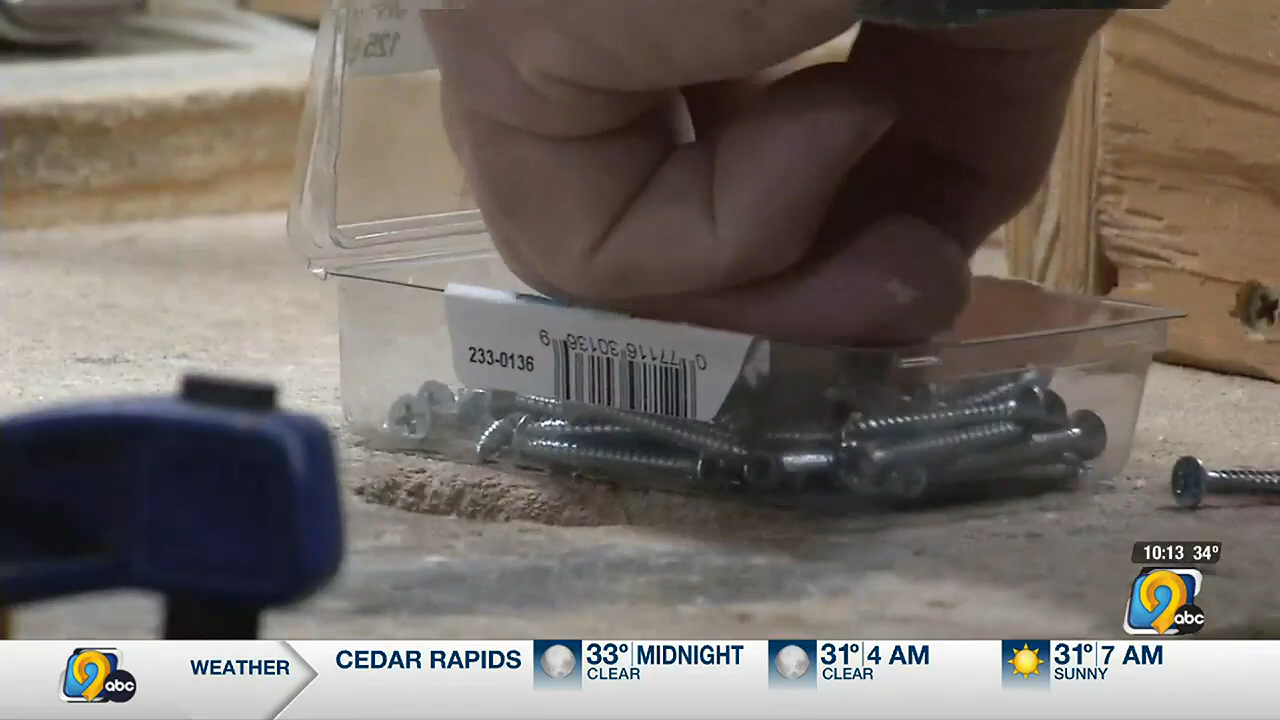 125
233-0136
0 77116 30136 9
10:13 34°
9 abc
9 abc
WEATHER
CEDAR RAPIDS
33° MIDNIGHT
CLEAR
31° 4 AM
CLEAR
31° 7 AM
SUNNY